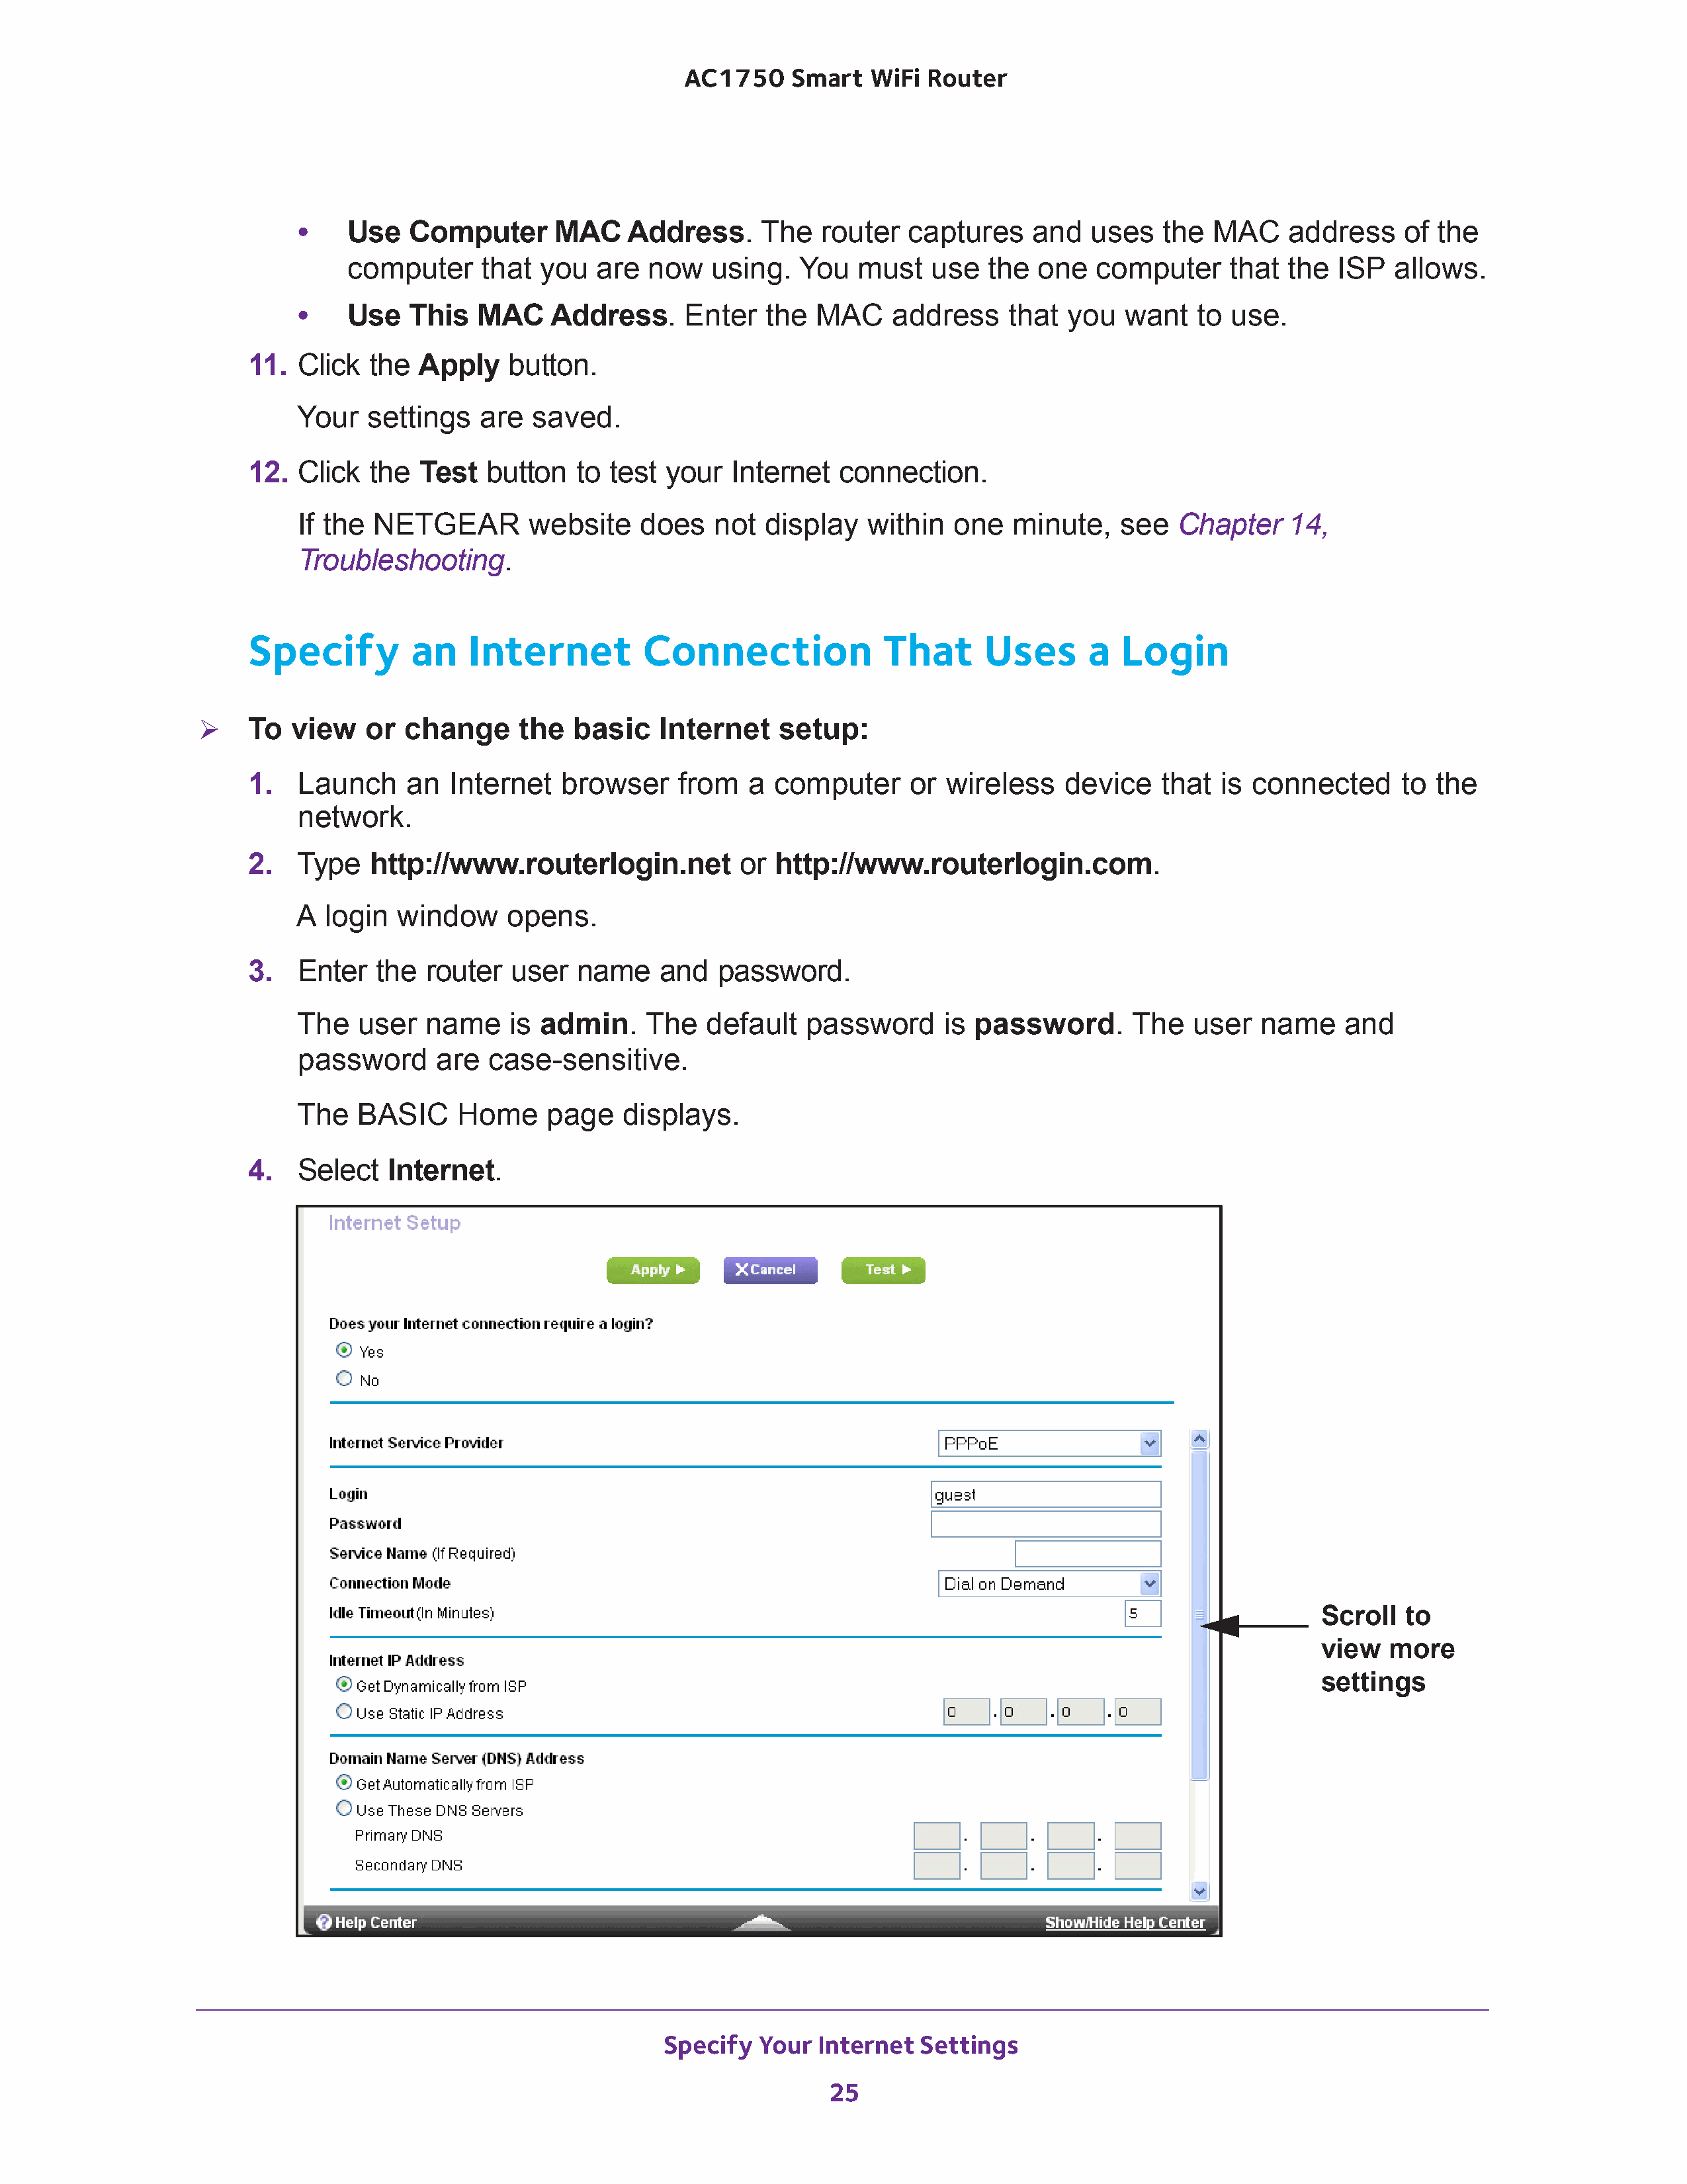 AC1750 Smart WiFi Router
• Use Computer MAC Address. The router captures and uses the MAC address of the
computer that you are now using. You must use the one computer that the ISP allows.
• Use This MAC Address. Enter the MAC address that you want to use.
11. Click the Apply button.
Your settings are saved.
12. Click the Test button to test your Internet connection.
If the NETGEAR website does not display within one minute, see Chapter 14,
Troubleshooting.
Specify an Internet Connection That Uses a Login
➢ To view or change the basic Internet setup:
1. Launch an Internet browser from a computer or wireless device that is connected to the
network.
2. Type http://www.routerlogin.net or http://www.routerlogin.com.
A login window opens.
3. Enter the router user name and password.
The user name is admin. The default password is password. The user name and
password are case-sensitive.
The BASIC Home page displays.
4. Select Internet.
Internet Setup
Apply Cancel Test
Does your Internet connection require a login?
Yes
No
Internet Service Provider PPPoE
Login guest
Password
Service Name (If Required)
Connection Mode Dial on Demand
Idle Timeout (In Minutes) 5
Internet IP Address
Get Dynamically from ISP
Use Static IP Address 0 . 0 . 0 . 0
Domain Name Server (DNS) Address
Get Automatically from ISP
Use These DNS Servers
Primary DNS . . .
Secondary DNS . . .
? Help Center Show/Hide Help Center
Scroll to
view more
settings
Specify Your Internet Settings
25